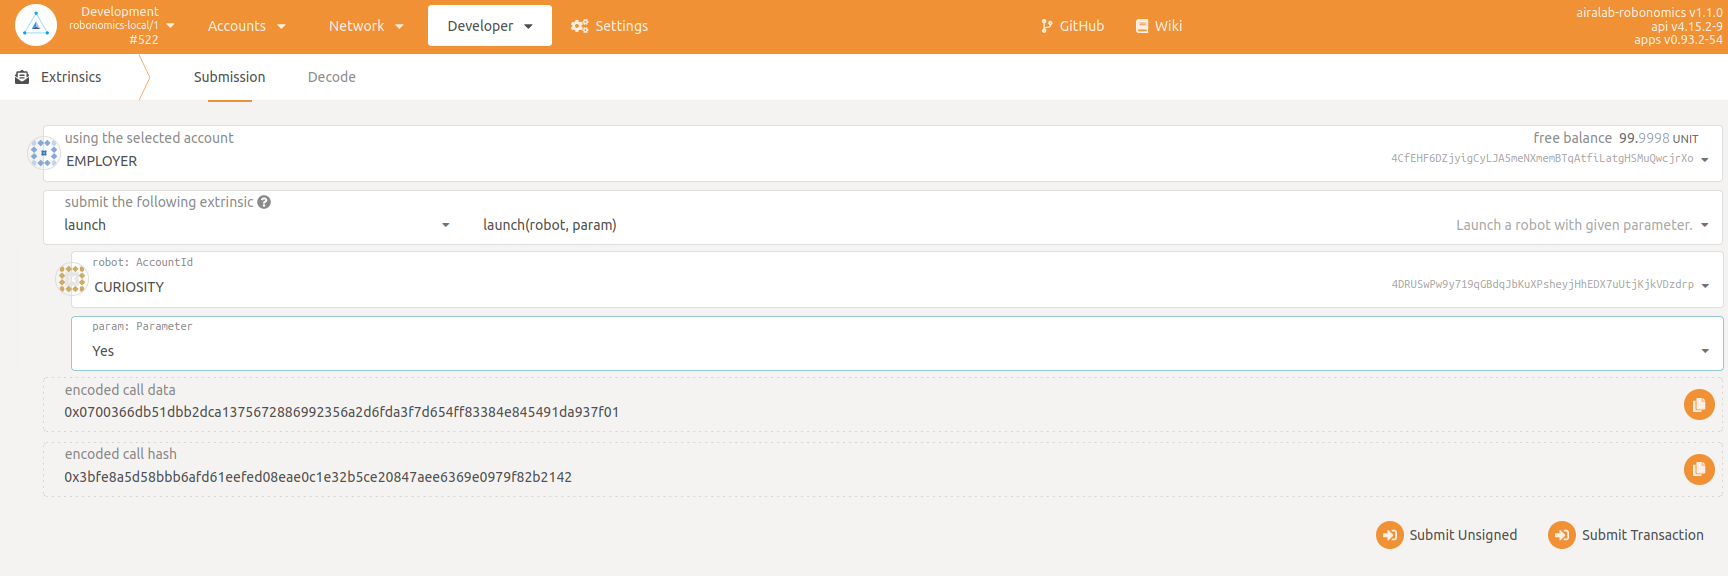 Development
robonomics-local/1
#522
Accounts
Network
Developer
Settings
GitHub
Wiki
airalab-robonomics v1.1.0
api v4.15.2-9
apps v0.93.2-54
Extrinsics
Submission
Decode
using the selected account
EMPLOYER
free balance 99.9998 UNIT
4CfEHF6DZjyigCyLJA5meNXmemBTqAtfiLatgHSMuQwcjrXo
submit the following extrinsic
launch
launch(robot, param)
Launch a robot with given parameter.
robot: AccountId
CURIOSITY
4DRUSwPw9y719qGBdqJbKuXPsheyjHhEDX7uUtjKjkVDzdrp
param: Parameter
Yes
encoded call data
0x0700366db51dbb2dca1375672886992356a2d6fda3f7d654ff83384e845491da937f01
encoded call hash
0x3bfe8a5d58bbb6afd61eefed08eae0c1e32b5ce20847aee6369e0979f82b2142
Submit Unsigned
Submit Transaction